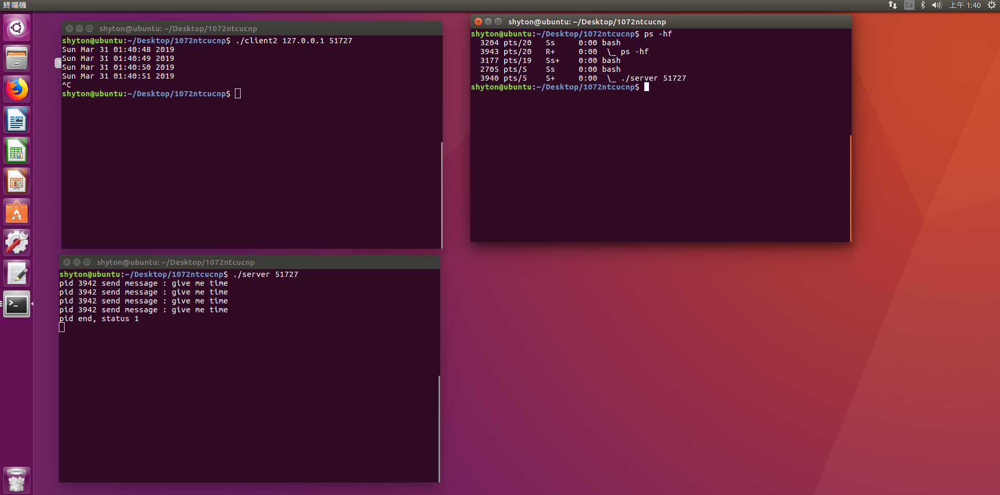 終端機
Ca 上午 1:40
shyton@ubuntu: ~/Desktop/1072ntcucnp
shyton@ubuntu:~/Desktop/1072ntcucnp$ ./client2 127.0.0.1 51727
Sun Mar 31 01:40:48 2019
Sun Mar 31 01:40:49 2019
Sun Mar 31 01:40:50 2019
Sun Mar 31 01:40:51 2019
^C
shyton@ubuntu:~/Desktop/1072ntcucnp$
shyton@ubuntu: ~/Desktop/1072ntcucnp
shyton@ubuntu:~/Desktop/1072ntcucnp$ ps -hf
3204 pts/20   Ss     0:00 bash
3943 pts/20   R+     0:00  \_ ps -hf
3177 pts/19   Ss+    0:00 bash
2705 pts/5    Ss     0:00 bash
3940 pts/5    S+     0:00  \_ ./server 51727
shyton@ubuntu:~/Desktop/1072ntcucnp$
shyton@ubuntu: ~/Desktop/1072ntcucnp
shyton@ubuntu:~/Desktop/1072ntcucnp$ ./server 51727
pid 3942 send message : give me time
pid 3942 send message : give me time
pid 3942 send message : give me time
pid 3942 send message : give me time
pid end, status 1